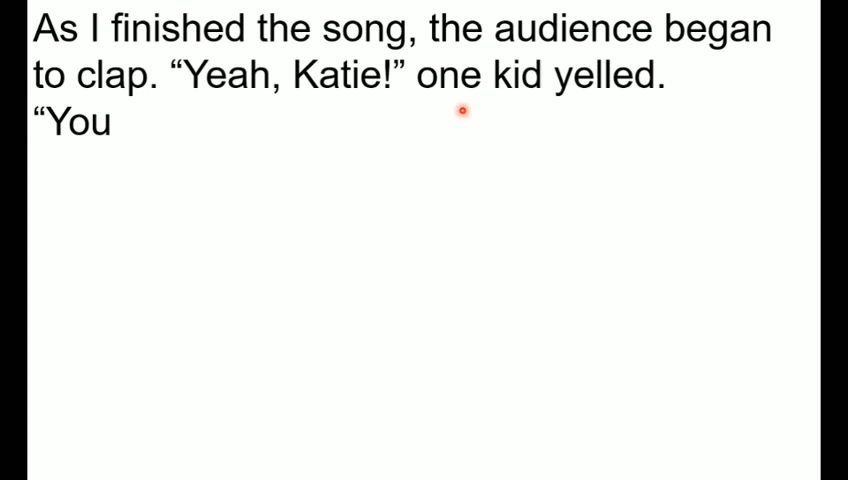 As I finished the song, the audience began
to clap. “Yeah, Katie!” one kid yelled.
“You